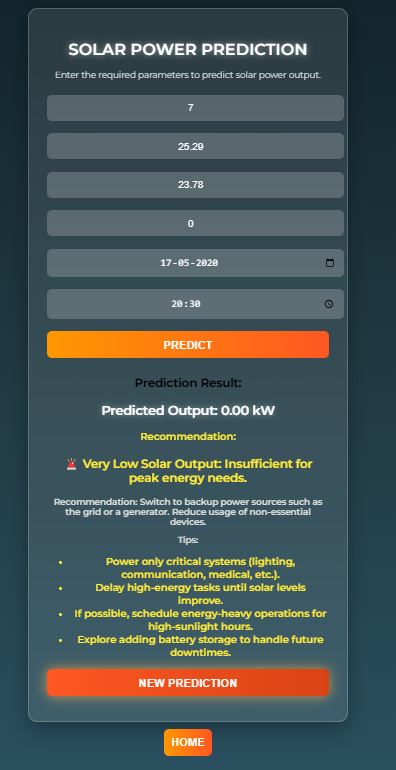 SOLAR POWER PREDICTION
Enter the required parameters to predict solar power output.
7
25.29
23.78
0
17-05-2020
20:30
PREDICT
Prediction Result:
Predicted Output: 0.00 kW
Recommendation:
🚨 Very Low Solar Output: Insufficient for
peak energy needs.
Recommendation: Switch to backup power sources such as
the grid or a generator. Reduce usage of non-essential
devices.
Tips:
• Power only critical systems (lighting,
communication, medical, etc.).
• Delay high-energy tasks until solar levels
improve.
• If possible, schedule energy-heavy operations for
high-sunlight hours.
• Explore adding battery storage to handle future
downtimes.
NEW PREDICTION
HOME